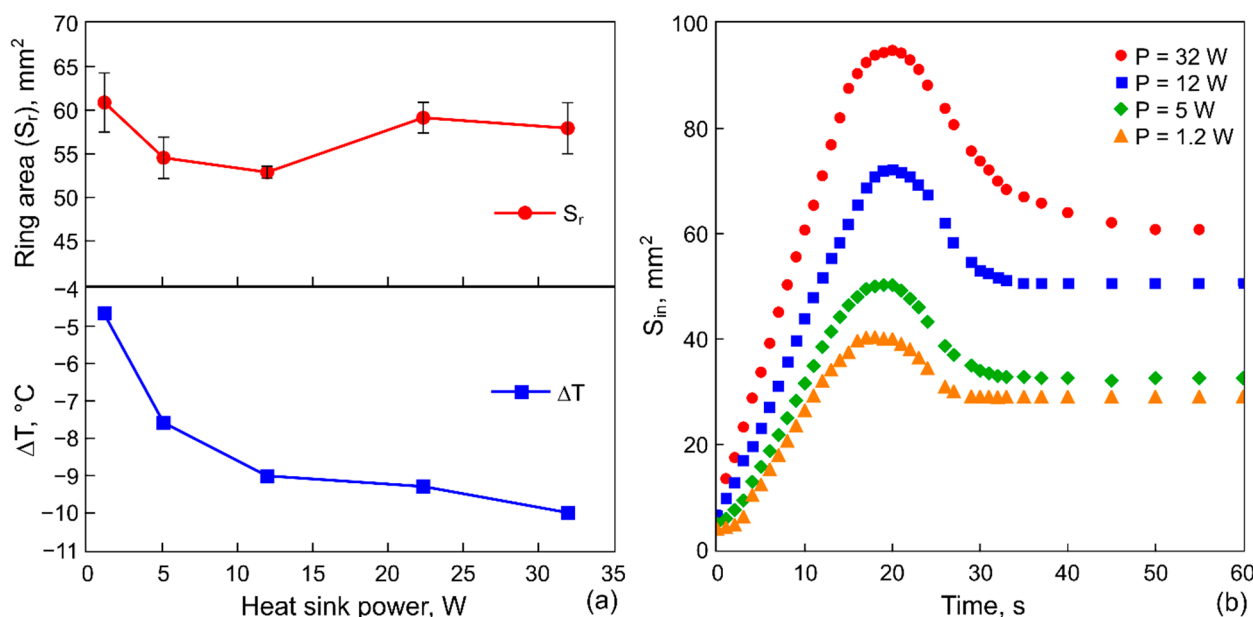 70
65
60
55
50
45
Ring area (Sᵣ), mm²
Sᵣ
−4
−5
−6
−7
−8
−9
−10
−11
ΔT, °C
ΔT
0 5 10 15 20 25 30 35
Heat sink power, W
(a)
100
80
60
40
20
0
Sᵢₙ, mm²
P = 32 W
P = 12 W
P = 5 W
P = 1.2 W
0 10 20 30 40 50 60
Time, s
(b)